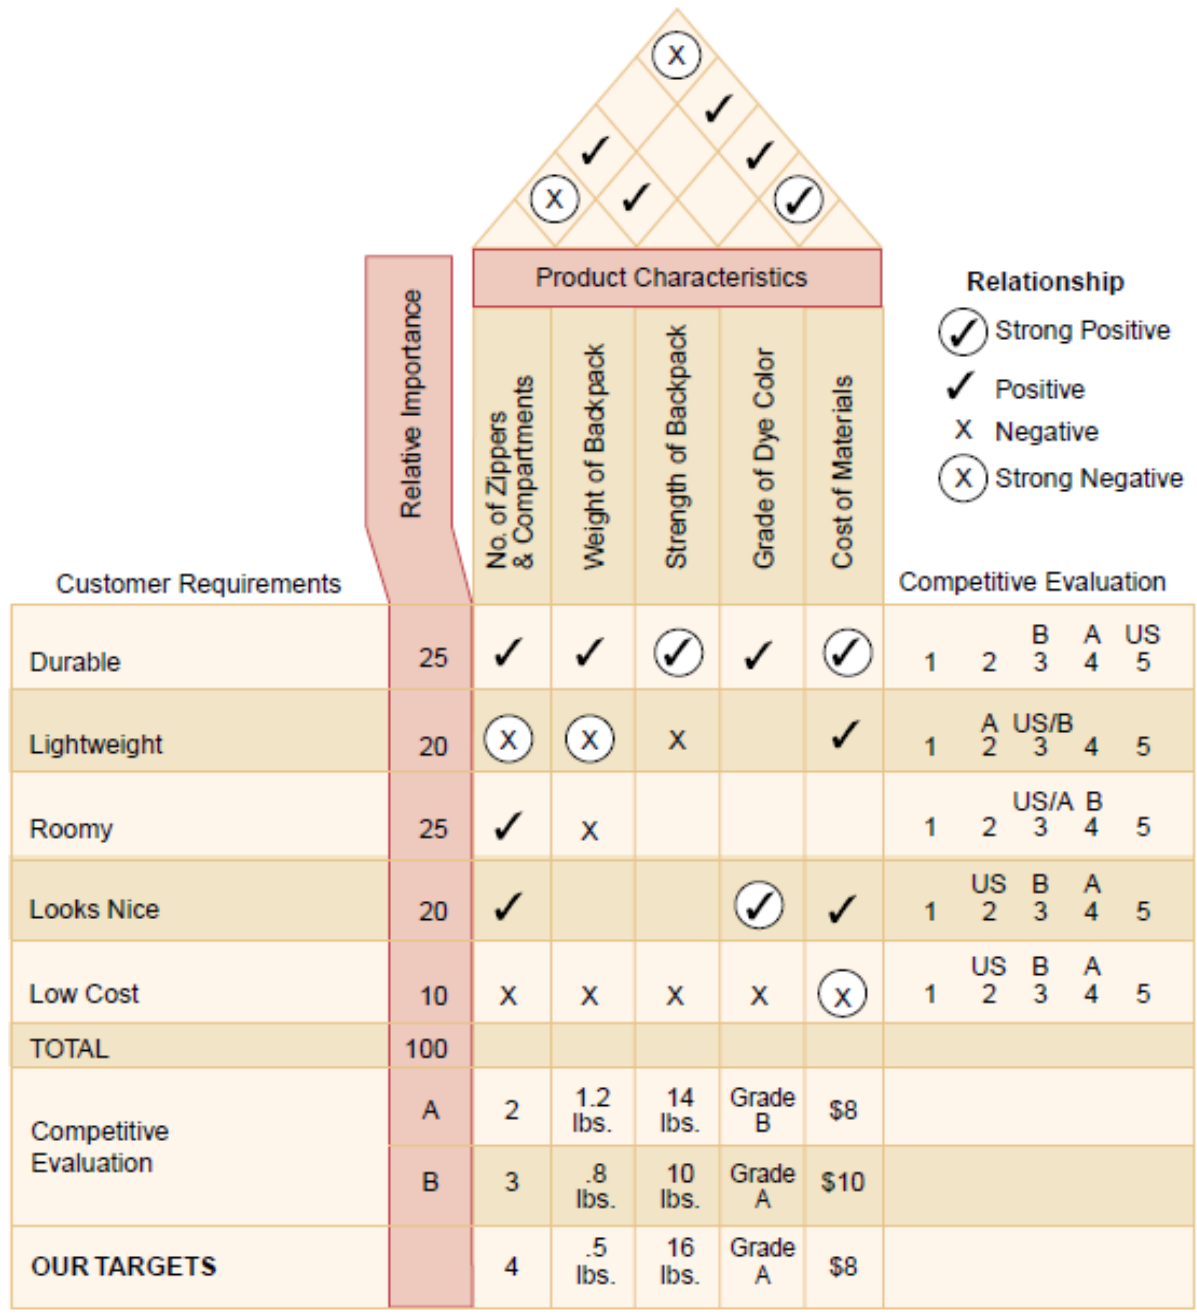 X
✓
✓ ✓
X ✓ ✓
Product Characteristics
Relative Importance
No. of Zippers
& Compartments
Weight of Backpack
Strength of Backpack
Grade of Dye Color
Cost of Materials
Relationship
✓ Strong Positive
✓ Positive
X Negative
X Strong Negative
Customer Requirements
Competitive Evaluation
B A US
Durable 25 ✓ ✓ ✓ ✓ ✓ 1 2 3 4 5
A US/B
Lightweight 20 X X X ✓ 1 2 3 4 5
US/A B
Roomy 25 ✓ X 1 2 3 4 5
US B A
Looks Nice 20 ✓ ✓ ✓ 1 2 3 4 5
US B A
Low Cost 10 X X X X X 1 2 3 4 5
TOTAL 100
Competitive
Evaluation
A 2 1.2 lbs. 14 lbs. Grade B $8
B 3 .8 lbs. 10 lbs. Grade A $10
OUR TARGETS 4 .5 lbs. 16 lbs. Grade A $8